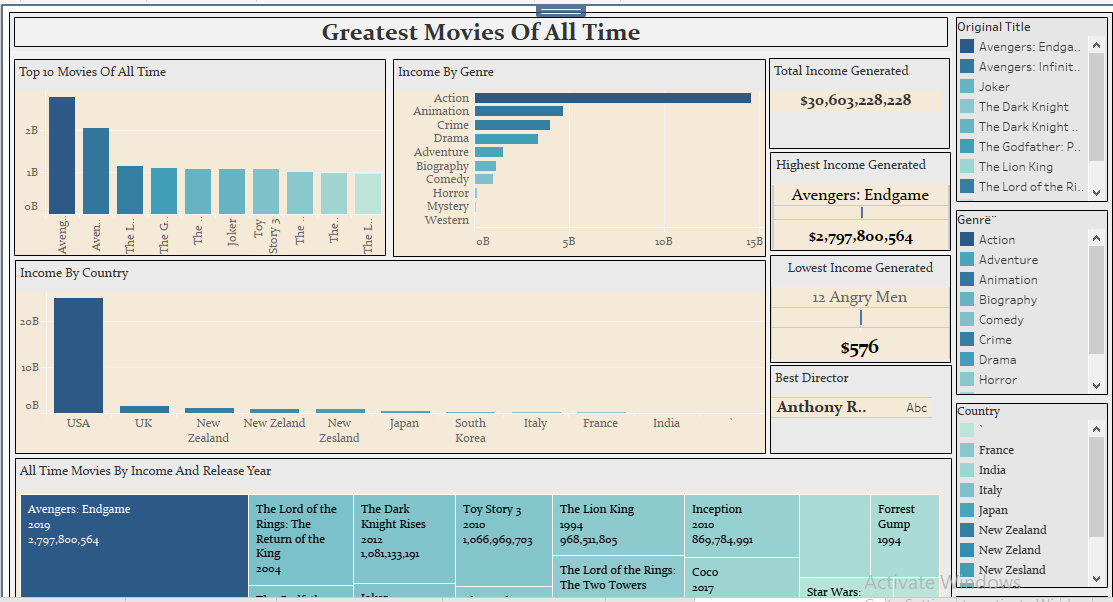 Greatest Movies Of All Time
Top 10 Movies Of All Time
2B
1B
0B
Aveng..
Aven..
The L..
The G..
The ..
Joker
Toy
Story 3
The ..
The..
The L..
Income By Genre
Action
Animation
Crime
Drama
Adventure
Biography
Comedy
Horror
Mystery
Western
0B
5B
10B
15B
Total Income Generated
$30,603,228,228
Highest Income Generated
Avengers: Endgame
$2,797,800,564
Lowest Income Generated
12 Angry Men
$576
Best Director
Anthony R..
Abc
Income By Country
20B
10B
0B
USA
UK
New
Zealand
New Zeland
New
Zesland
Japan
South
Korea
Italy
France
India
`
All Time Movies By Income And Release Year
Avengers: Endgame
2019
2,797,800,564
The Lord of the
Rings: The
Return of the
King
2004
The Dark
Knight Rises
2012
1,081,133,191
Joker
Toy Story 3
2010
1,066,969,703
The Lion King
1994
968,511,805
The Lord of the Rings:
The Two Towers
Inception
2010
869,784,991
Coco
2017
Star Wars:
Forrest
Gump
1994
Original Title
Avengers: Endga..
Avengers: Infinit..
Joker
The Dark Knight
The Dark Knight ..
The Godfather: P..
The Lion King
The Lord of the Ri..
Genrë¨
Action
Adventure
Animation
Biography
Comedy
Crime
Drama
Horror
Country
`
France
India
Italy
Japan
New Zealand
New Zeland
New Zesland
Activate Windows